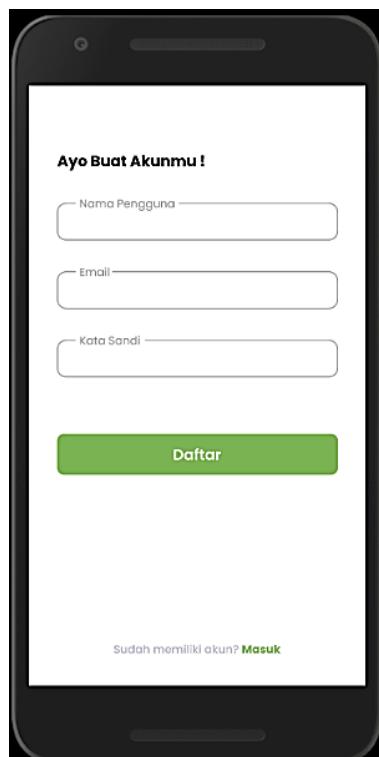 Ayo Buat Akunmu !
Nama Pengguna
Email
Kata Sandi
Daftar
Sudah memiliki akun? Masuk